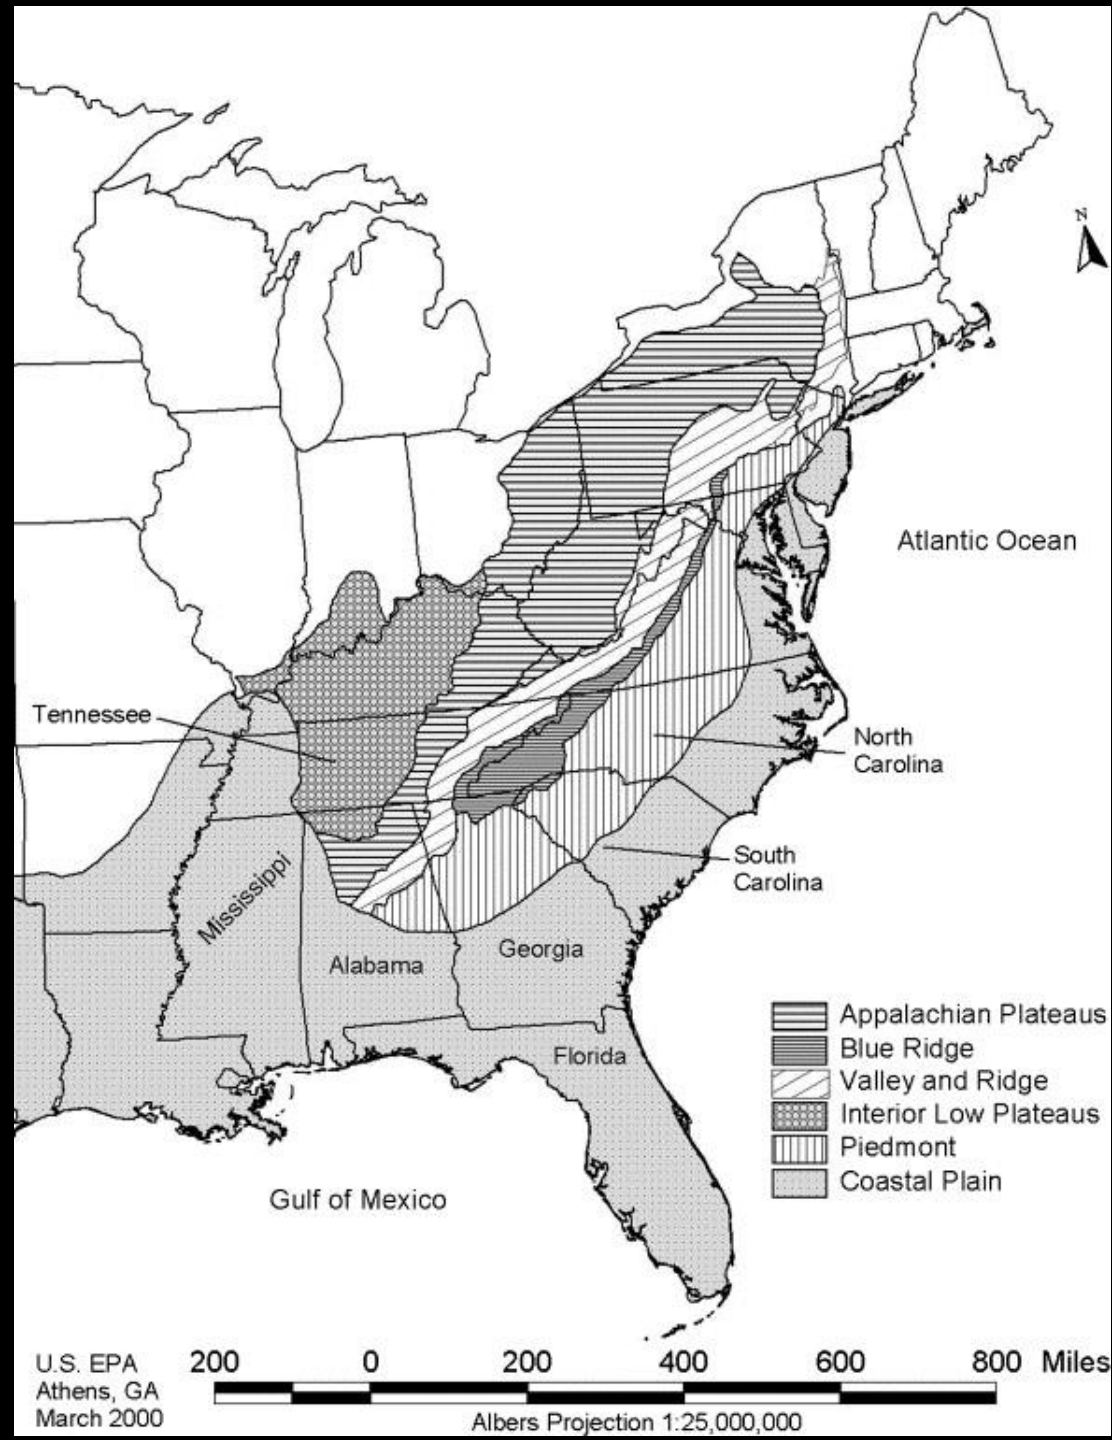 N
Atlantic Ocean
Tennessee
North
Carolina
South
Carolina
Mississippi
Georgia
Alabama
Florida
Appalachian Plateaus
Blue Ridge
Valley and Ridge
Interior Low Plateaus
Piedmont
Coastal Plain
Gulf of Mexico
U.S. EPA
Athens, GA
March 2000
200 0 200 400 600 800 Miles
Albers Projection 1:25,000,000